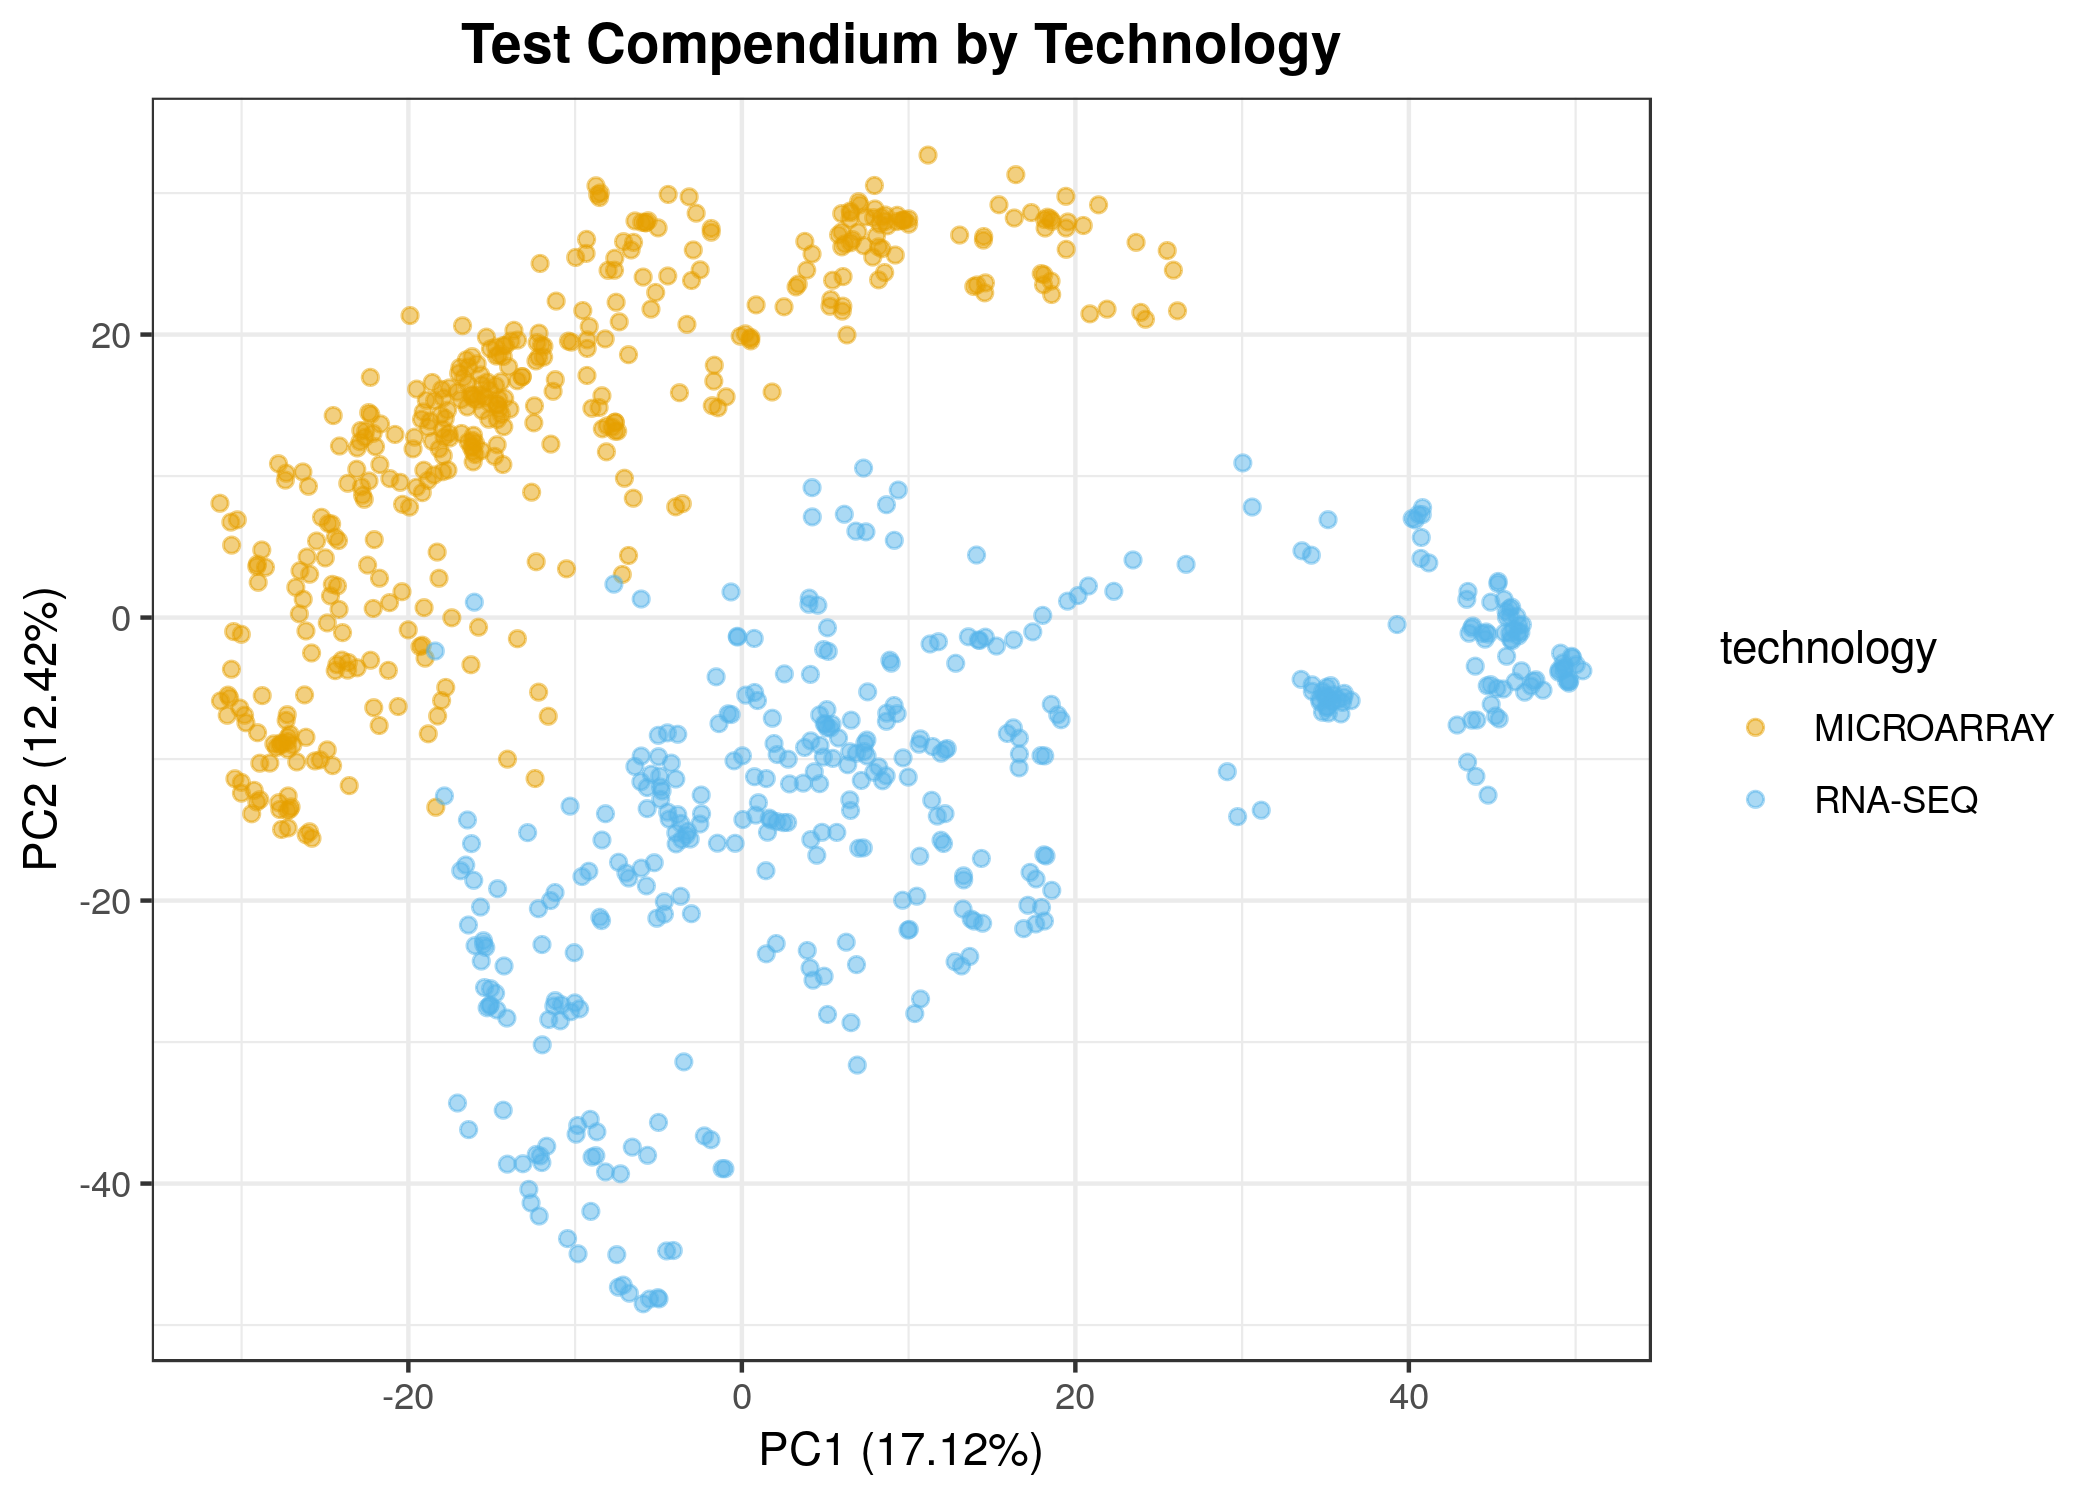 Test Compendium by Technology
PC2 (12.42%)
20
0
-20
-40
-20
0
20
40
PC1 (17.12%)
technology
MICROARRAY
RNA-SEQ